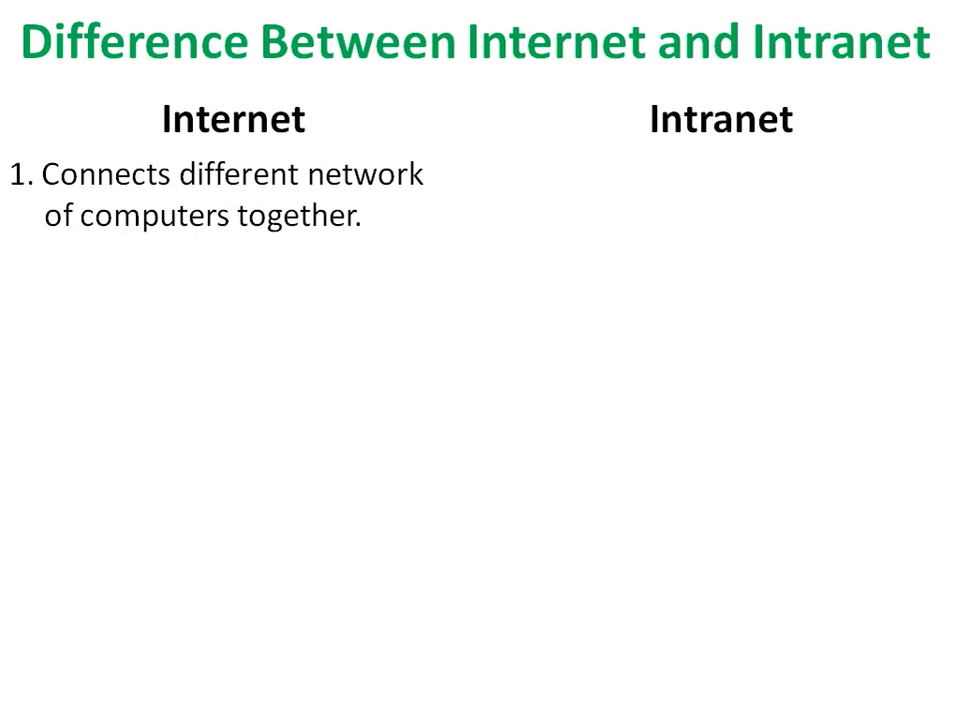 Difference Between Internet and Intranet
Internet
Intranet
1. Connects different network
of computers together.